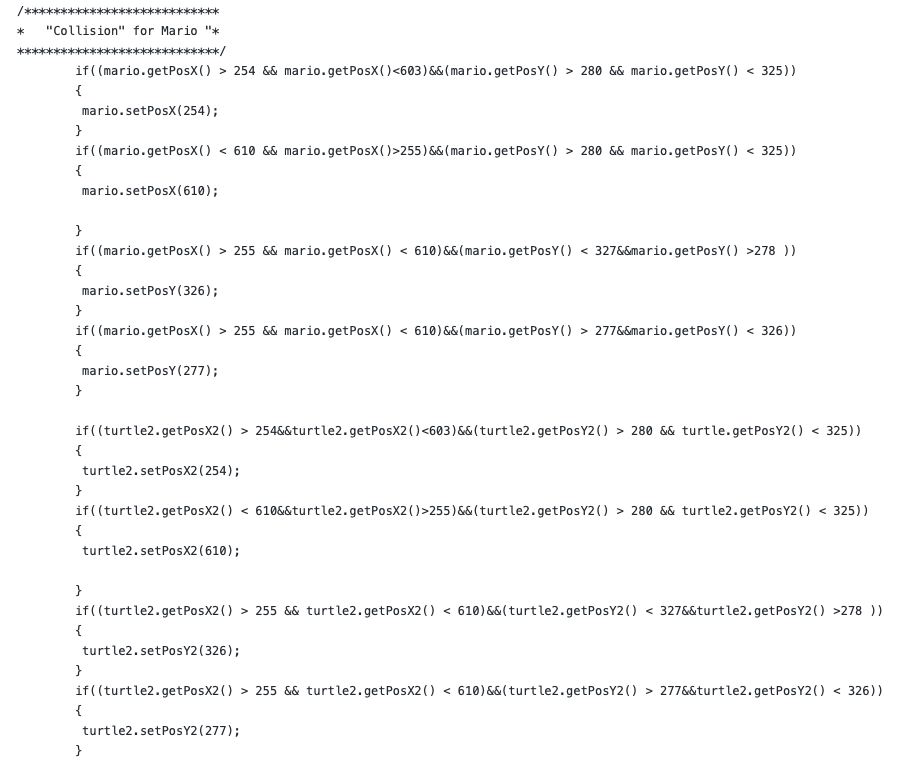 /***************************
*   "Collision" for Mario "*
****************************/
        if((mario.getPosX() > 254 && mario.getPosX()<603)&&(mario.getPosY() > 280 && mario.getPosY() < 325))
        {
         mario.setPosX(254);
        }
        if((mario.getPosX() < 610 && mario.getPosX()>255)&&(mario.getPosY() > 280 && mario.getPosY() < 325))
        {
         mario.setPosX(610);

        }
        if((mario.getPosX() > 255 && mario.getPosX() < 610)&&(mario.getPosY() < 327&&mario.getPosY() >278 ))
        {
         mario.setPosY(326);
        }
        if((mario.getPosX() > 255 && mario.getPosX() < 610)&&(mario.getPosY() > 277&&mario.getPosY() < 326))
        {
         mario.setPosY(277);
        }

        if((turtle2.getPosX2() > 254&&turtle2.getPosX2()<603)&&(turtle2.getPosY2() > 280 && turtle.getPosY2() < 325))
        {
         turtle2.setPosX2(254);
        }
        if((turtle2.getPosX2() < 610&&turtle2.getPosX2()>255)&&(turtle2.getPosY2() > 280 && turtle2.getPosY2() < 325))
        {
         turtle2.setPosX2(610);

        }
        if((turtle2.getPosX2() > 255 && turtle2.getPosX2() < 610)&&(turtle2.getPosY2() < 327&&turtle2.getPosY2() >278 ))
        {
         turtle2.setPosY2(326);
        }
        if((turtle2.getPosX2() > 255 && turtle2.getPosX2() < 610)&&(turtle2.getPosY2() > 277&&turtle2.getPosY2() < 326))
        {
         turtle2.setPosY2(277);
        }